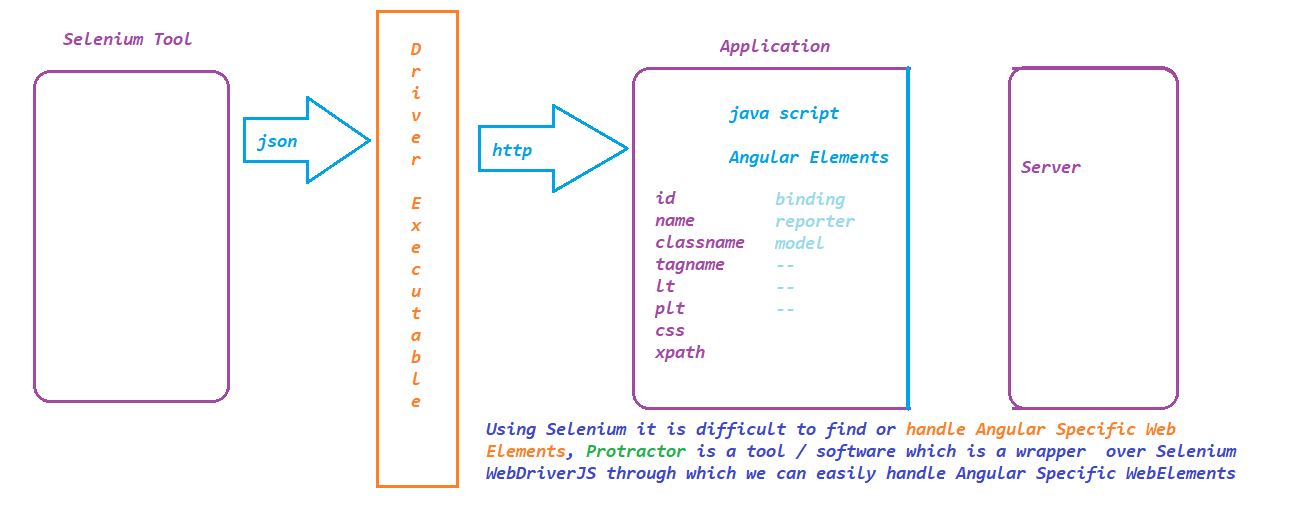 Selenium Tool
json
Driver Executable
http
Application
java script
Angular Elements
id
name
classname
tagname
lt
plt
css
xpath
binding
reporter
model
--
--
--
Server
Using Selenium it is difficult to find or handle Angular Specific Web
Elements, Protractor is a tool / software which is a wrapper over Selenium
WebDriverJS through which we can easily handle Angular Specific WebElements